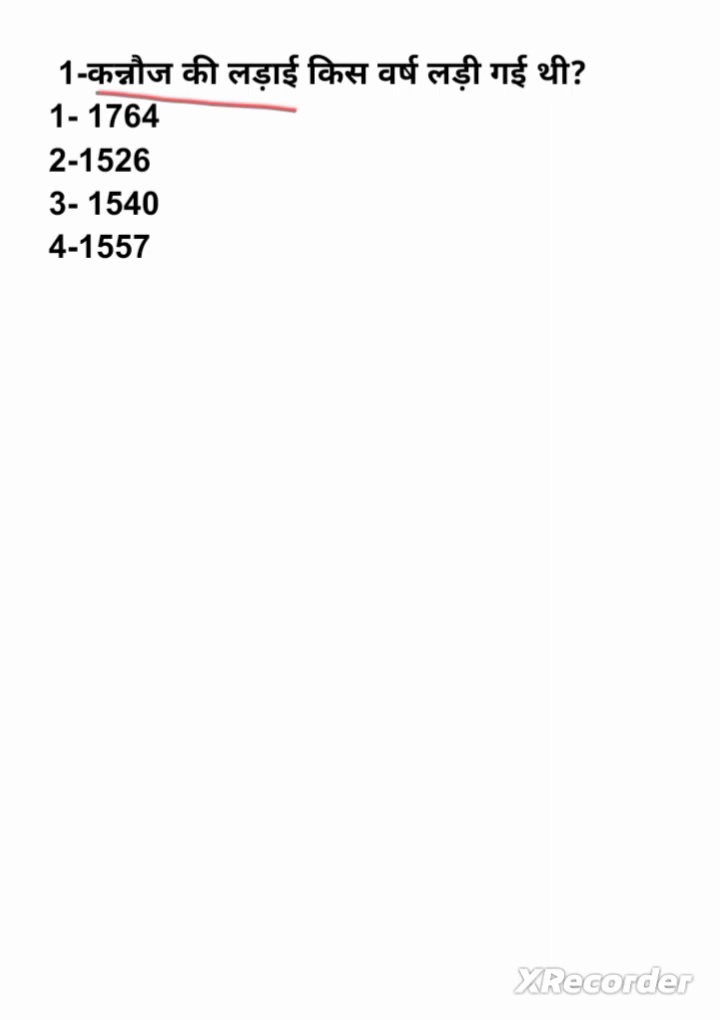 1-कन्नौज की लड़ाई किस वर्ष लड़ी गई थी?
1- 1764
2-1526
3- 1540
4-1557
XRecorder